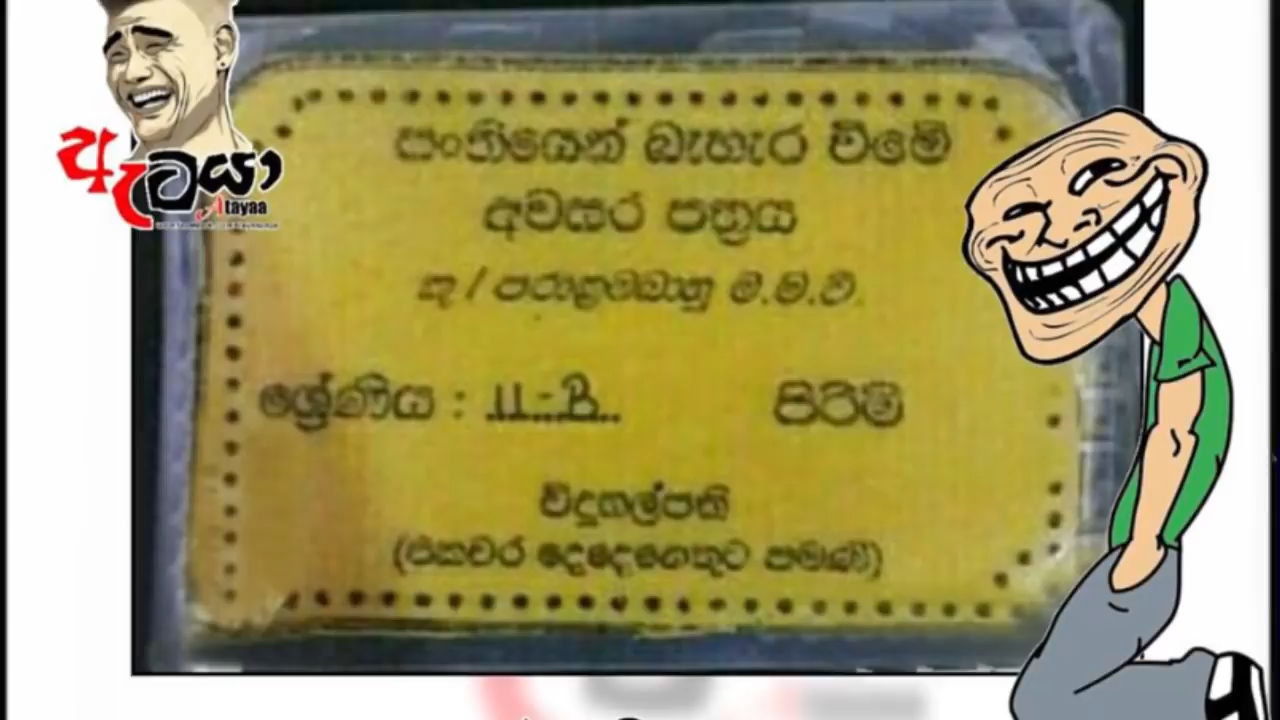 ඇටයා
Atayaa
පංතියෙන් බැහැර වීමේ
අවසර පත්‍රය
කු / පරාක්‍රමබාහු ම.ම.ව.
ශ්‍රේණිය : 11-B
පිරිමි
විදුහල්පති
(එකවර දෙදෙනෙකුට පමණි)